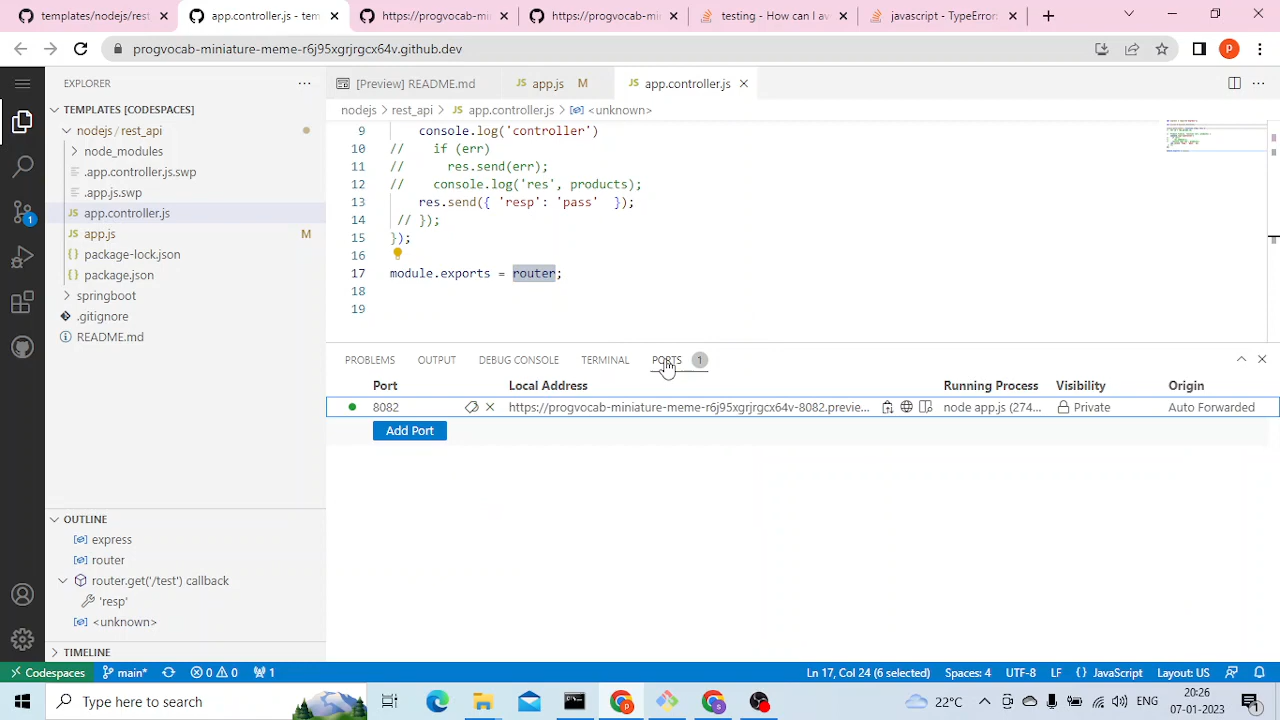 nodejs/rest
app.controller.js - tem
https://progvocab-min
https://progvocab-min
testing - How can I av
javascript - TypeError:
progvocab-miniature-meme-r6j95xgrjrgcx64v.github.dev
P
EXPLORER
[Preview] README.md
app.js M
app.controller.js
TEMPLATES [CODESPACES]
nodejs > rest_api > app.controller.js > <unknown>
nodejs / rest_api
node_modules
.app.controller.js.swp
.app.js.swp
app.controller.js
app.js M
package-lock.json
package.json
springboot
.gitignore
README.md
1
9 console.log('controller')
10 // if (err)
11 // res.send(err);
12 // console.log('res', products);
13 res.send({ 'resp': 'pass' });
14 // });
15 });
16
17 module.exports = router;
18
19
PROBLEMS OUTPUT DEBUG CONSOLE TERMINAL PORTS 1
Port Local Address Running Process Visibility Origin
8082 https://progvocab-miniature-meme-r6j95xgrjrgcx64v-8082.previe... node app.js (274... Private Auto Forwarded
Add Port
OUTLINE
express
router
router.get('/test') callback
'resp'
<unknown>
TIMELINE
Codespaces main* 0 0 1 Ln 17, Col 24 (6 selected) Spaces: 4 UTF-8 LF {} JavaScript Layout: US
Type here to search
22°C
ENG
20:26
07-01-2023
1